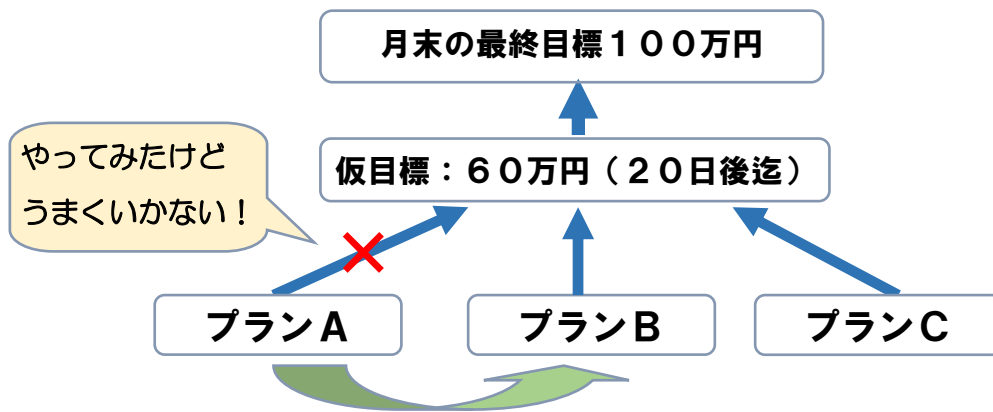 月末の最終目標１００万円
やってみたけど
うまくいかない！
仮目標：６０万円（２０日後迄）
プランＡ
プランＢ
プランＣ